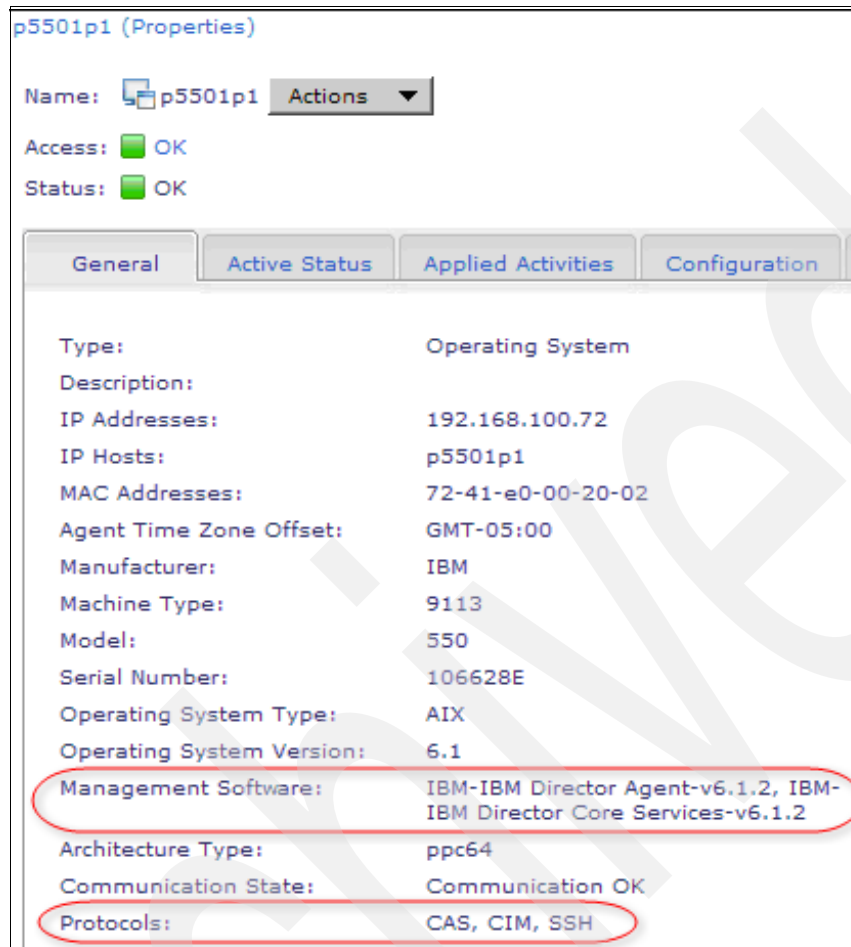 p5501p1 (Properties)
Name: p5501p1 Actions
Access: OK
Status: OK
General Active Status Applied Activities Configuration
Type: Operating System
Description:
IP Addresses: 192.168.100.72
IP Hosts: p5501p1
MAC Addresses: 72-41-e0-00-20-02
Agent Time Zone Offset: GMT-05:00
Manufacturer: IBM
Machine Type: 9113
Model: 550
Serial Number: 106628E
Operating System Type: AIX
Operating System Version: 6.1
Management Software: IBM-IBM Director Agent-v6.1.2, IBM-
IBM Director Core Services-v6.1.2
Architecture Type: ppc64
Communication State: Communication OK
Protocols: CAS, CIM, SSH